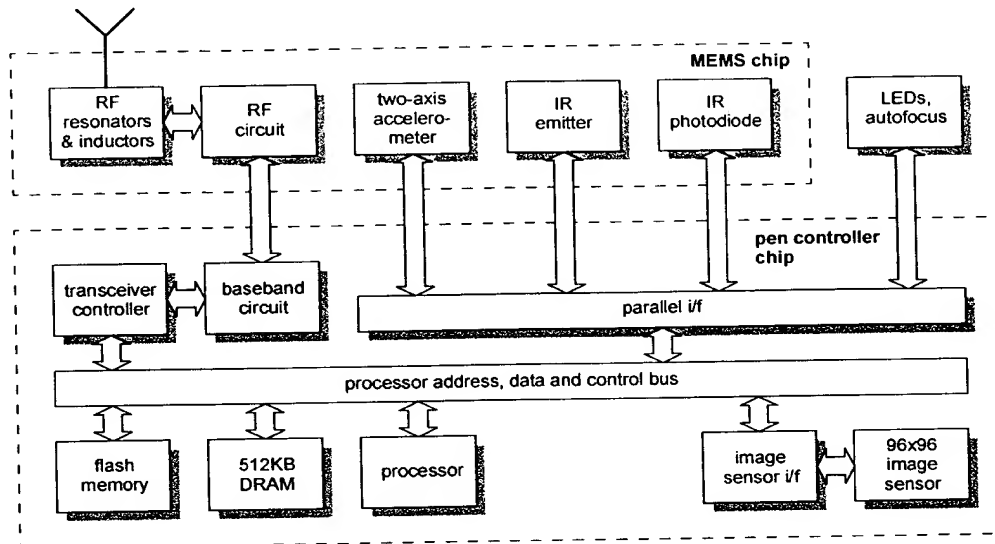 MEMS chip
RF
resonators
& inductors
RF
circuit
two-axis
accelero-
meter
IR
emitter
IR
photodiode
LEDs,
autofocus
pen controller
chip
transceiver
controller
baseband
circuit
parallel i/f
processor address, data and control bus
flash
memory
512KB
DRAM
processor
image
sensor i/f
96x96
image
sensor